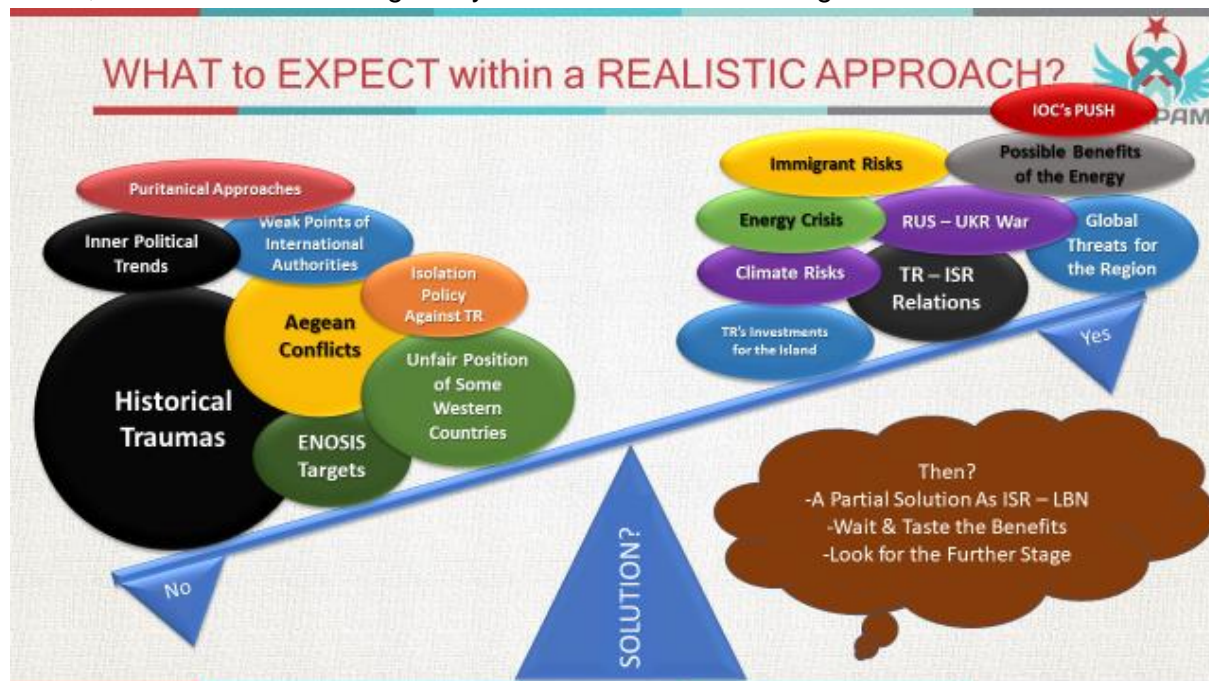 WHAT to EXPECT within a REALISTIC APPROACH?
PAM
IOC's PUSH
Puritanical Approaches
Inner Political
Trends
Weak Points of
International
Authorities
Isolation
Policy
Against TR
Aegean
Conflicts
Unfair Position
of Some
Western
Countries
Historical
Traumas
ENOSIS
Targets
Immigrant Risks
Possible Benefits
of the Energy
Energy Crisis
RUS – UKR War
Global
Threats for
the Region
Climate Risks
TR – ISR
Relations
TR's Investments
for the Island
Yes
No
SOLUTION?
Then?
-A Partial Solution As ISR – LBN
-Wait & Taste the Benefits
-Look for the Further Stage